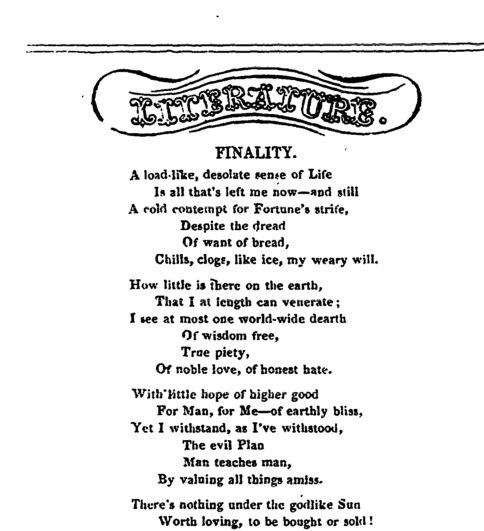 LITERATURE.
FINALITY.
A load-like, desolate sense of Life
Is all that's left me now—and still
A cold contempt for Fortune's strife,
Despite the dread
Of want of bread,
Chills, clogs, like ice, my weary will.
How little is there on the earth,
That I at length can venerate;
I see at most one world-wide dearth
Of wisdom free,
True piety,
Of noble love, of honest hate.
With little hope of higher good
For Man, for Me—of earthly bliss,
Yet I withstand, as I've withstood,
The evil Plan
Man teaches man,
By valuing all things amiss.
There's nothing under the godlike Sun
Worth loving, to be bought or sold!